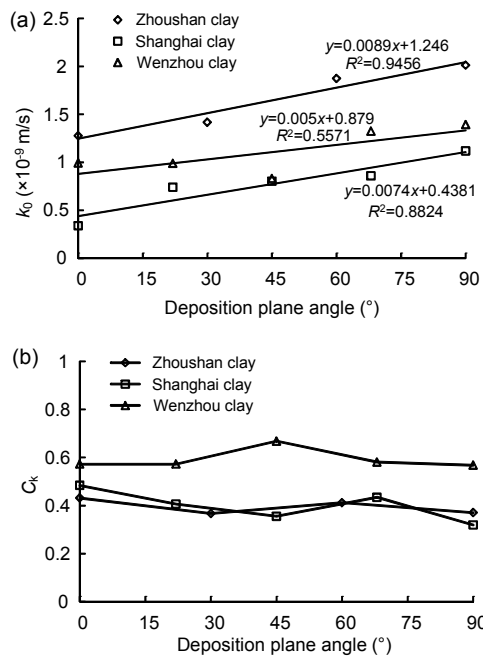 (a)
Zhoushan clay
Shanghai clay
Wenzhou clay
2.5
2
1.5
1
0.5
0
k₀ (×10⁻⁹ m/s)
y=0.0089x+1.246
R²=0.9456
y=0.005x+0.879
R²=0.5571
y=0.0074x+0.4381
R²=0.8824
0 15 30 45 60 75 90
Deposition plane angle (°)
(b)
Zhoushan clay
Shanghai clay
Wenzhou clay
1
0.8
0.6
0.4
0.2
0
Cₖ
0 15 30 45 60 75 90
Deposition plane angle (°)